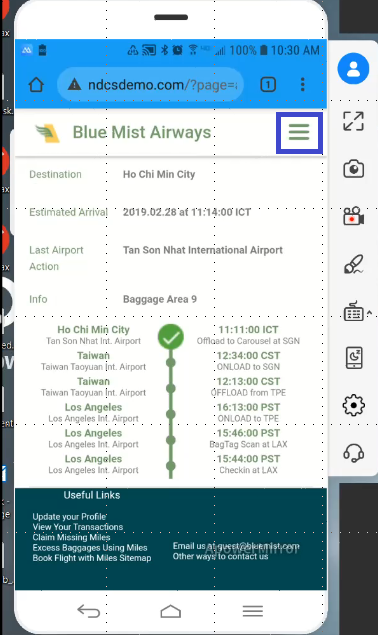 100% 10:30 AM
ndcsdemo.com/?page=
1
Blue Mist Airways
Destination Ho Chi Min City
Estimated Arrival 2019.02.28 at 11:14:00 ICT
Last Airport Action Tan Son Nhat International Airport
Info Baggage Area 9
Ho Chi Min City 11:11:00 ICT
Tan Son Nhat Int. Airport Offload to Carousel at SGN
Taiwan 12:34:00 CST
Taiwan Taoyuan Int. Airport ONLOAD to SGN
Taiwan 12:13:00 CST
Taiwan Taoyuan Int. Airport OFFLOAD from TPE
Los Angeles 16:13:00 PST
Los Angeles Int. Airport ONLOAD to TPE
Los Angeles 15:46:00 PST
Los Angeles Int. Airport BagTag Scan at LAX
Los Angeles 15:44:00 PST
Los Angeles Int. Airport Checkin at LAX
Useful Links
Update your Profile
View Your Transactions
Claim Missing Miles
Excess Baggages Using Miles
Book Flight with Miles Sitemap
Email us at guest@bluemist.com
Other ways to contact us
ApowerMirror